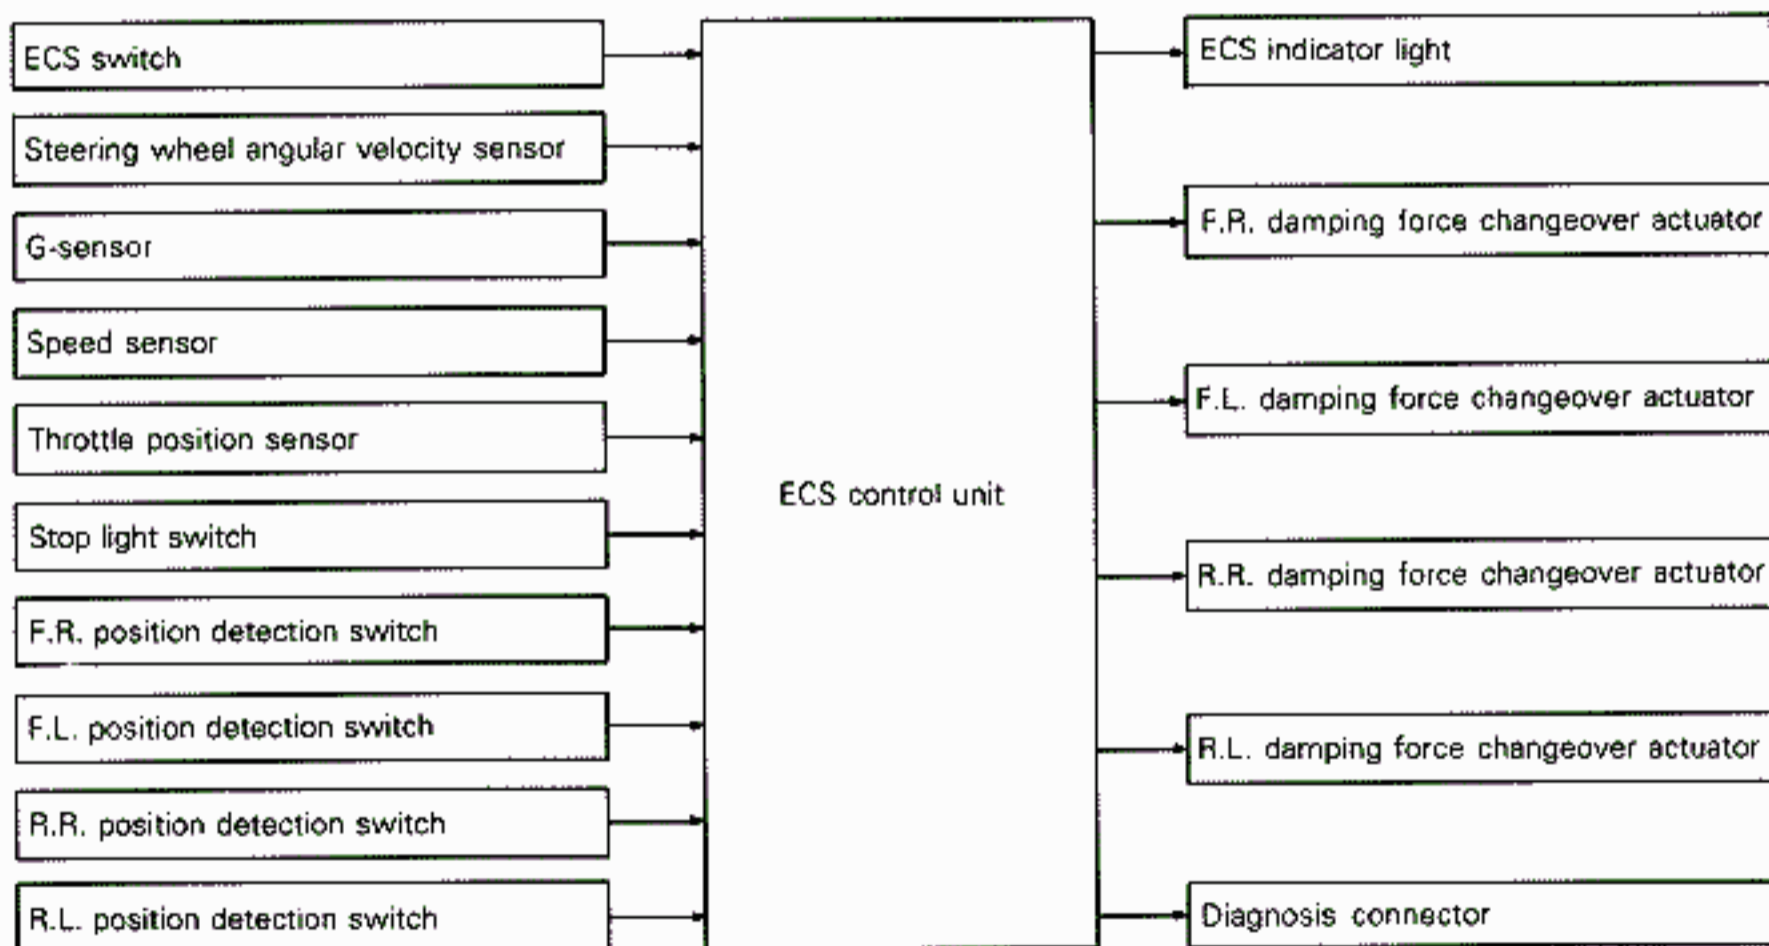 ECS switch
Steering wheel angular velocity sensor
G-sensor
Speed sensor
Throttle position sensor
Stop light switch
F.R. position detection switch
F.L. position detection switch
R.R. position detection switch
R.L. position detection switch
ECS control unit
ECS indicator light
F.R. damping force changeover actuator
F.L. damping force changeover actuator
R.R. damping force changeover actuator
R.L. damping force changeover actuator
Diagnosis connector